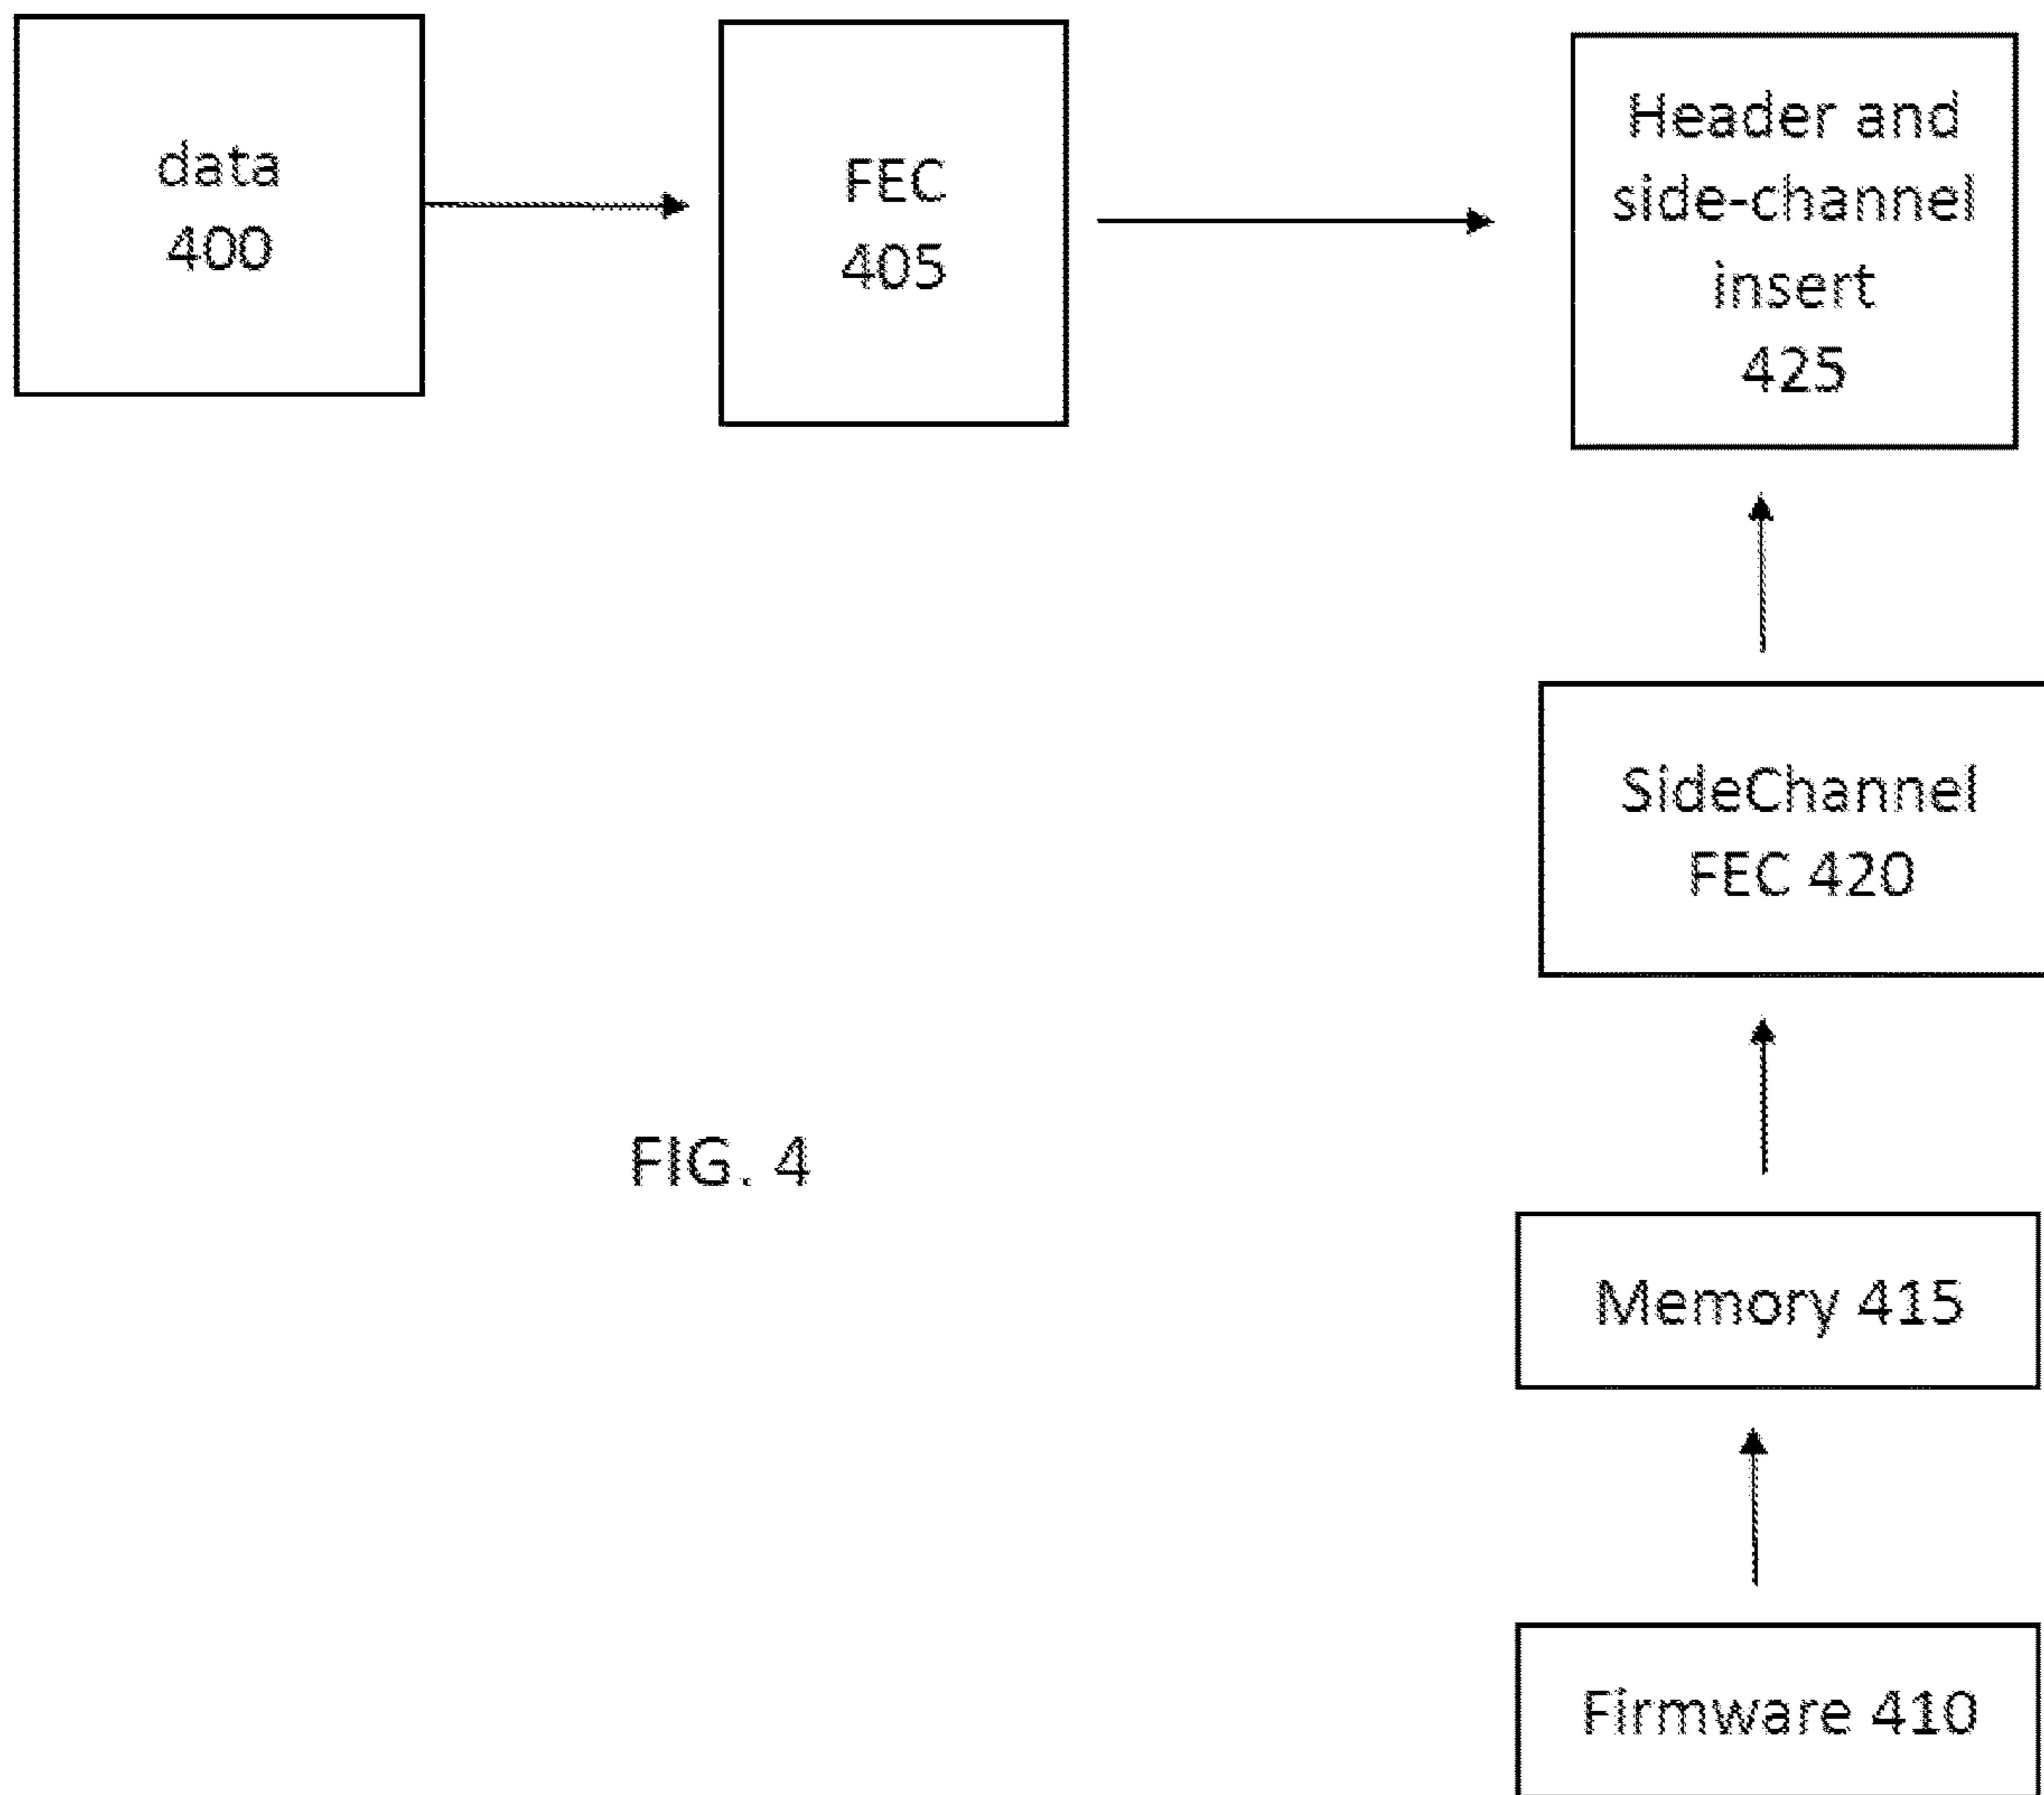 data
400
FEC
405
Header and
side-channel
insert
425
SideChannel
FEC 420
FIG. 4
Memory 415
Firmware 410